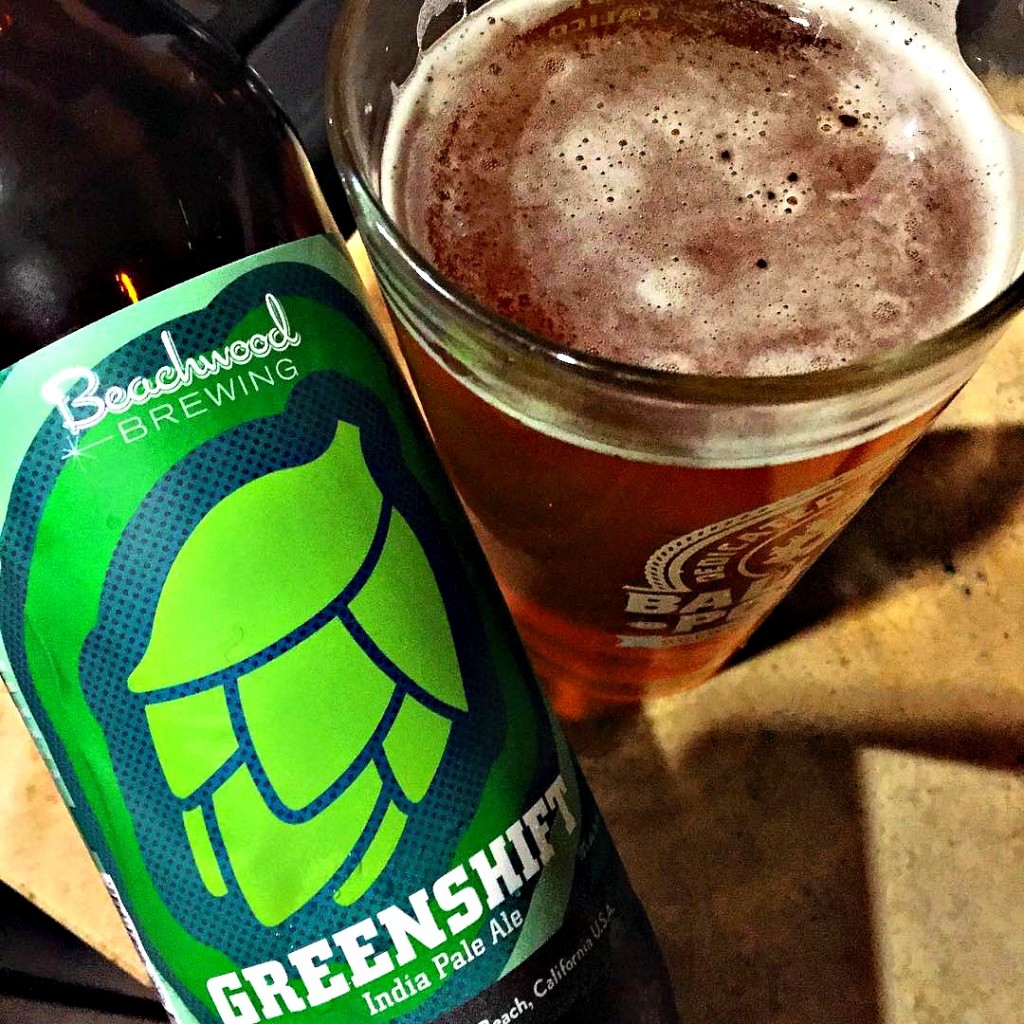 Beachwood
BREWING
GREENSHIFT
India Pale Ale
Beach, California U.S.A.